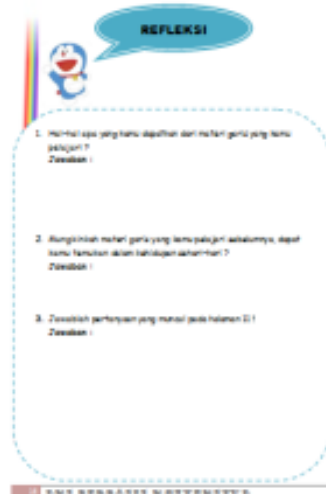 REFLEKSI
1. Hal-hal apa yang kamu dapatkan dari materi garis yang kamu
pelajari ?
Jawaban :
2. Mungkinkah materi garis yang kamu pelajari sebelumnya, dapat
kamu temukan dalam kehidupan sehari-hari ?
Jawaban :
3. Jawablah pertanyaan yang muncul pada halaman 11 !
Jawaban :